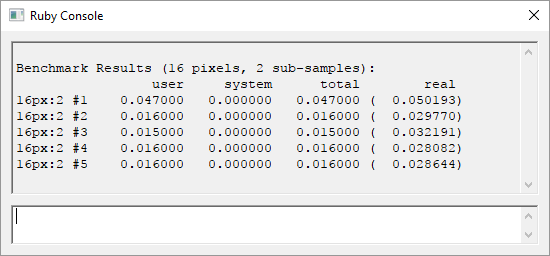 Ruby Console
Benchmark Results (16 pixels, 2 sub-samples):
user system total real
16px:2 #1 0.047000 0.000000 0.047000 ( 0.050193)
16px:2 #2 0.016000 0.000000 0.016000 ( 0.029770)
16px:2 #3 0.015000 0.000000 0.015000 ( 0.032191)
16px:2 #4 0.016000 0.000000 0.016000 ( 0.028082)
16px:2 #5 0.016000 0.000000 0.016000 ( 0.028644)